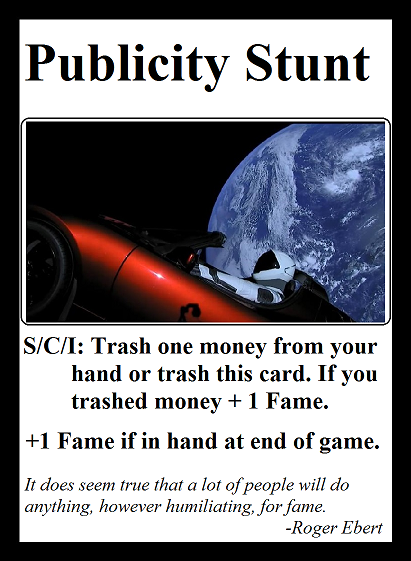 Publicity Stunt
S/C/I: Trash one money from your
hand or trash this card. If you
trashed money + 1 Fame.
+1 Fame if in hand at end of game.
It does seem true that a lot of people will do
anything, however humiliating, for fame.
-Roger Ebert